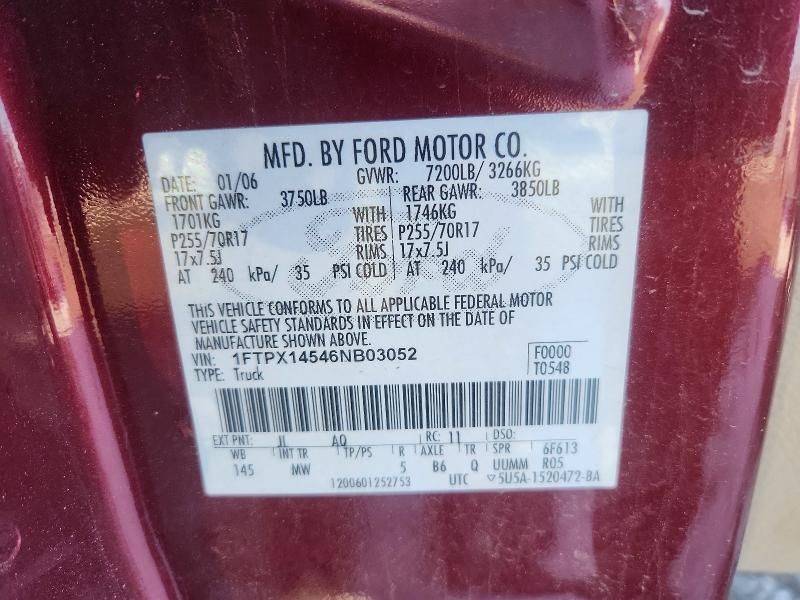 MFD. BY FORD MOTOR CO.
DATE: 01/06 GVWR: 7200LB/ 3266KG
FRONT GAWR: 3750LB REAR GAWR: 3850LB
1701KG WITH 1746KG WITH
P255/70R17 TIRES P255/70R17 TIRES
17x7.5J RIMS 17x7.5J RIMS
AT 240 kPa/ 35 PSI COLD AT 240 kPa/ 35 PSI COLD
THIS VEHICLE CONFORMS TO ALL APPLICABLE FEDERAL MOTOR
VEHICLE SAFETY STANDARDS IN EFFECT ON THE DATE OF
MANUFACTURE SHOWN ABOVE.
VIN: 1FTPX14546NB03052 F0000
TYPE: Truck T0548
EXT PNT: JL AQ RC: 11 DSO:
WB INT TR TP/PS R AXLE TR SPR 6F613
145 MW 5 B6 Q UUMM R05
1200601252753 UTC ▽5U5A-1520472-BA